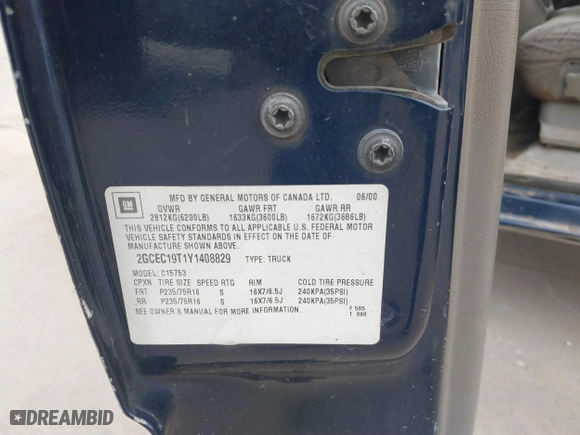 MFD BY GENERAL MOTORS OF CANADA LTD. 06/00
GM
GVWR GAWR FRT GAWR RR
2812KG(6200LB) 1633KG(3600LB) 1672KG(3686LB)
THIS VEHICLE CONFORMS TO ALL APPLICABLE U.S. FEDERAL MOTOR
VEHICLE SAFETY STANDARDS IN EFFECT ON THE DATE OF
MANUFACTURE SHOWN ABOVE.
2GCEC19T1Y1408829 TYPE: TRUCK
MODEL: C15753
CPXN TIRE SIZE SPEED RTG RIM COLD TIRE PRESSURE
FRT P235/75R16 S 16X7/6.5J 240KPA(35PSI)
RR P235/75R16 S 16X7/6.5J 240KPA(35PSI)
SEE OWNER'S MANUAL FOR MORE INFORMATION. F 595
T 890
DREAMBID